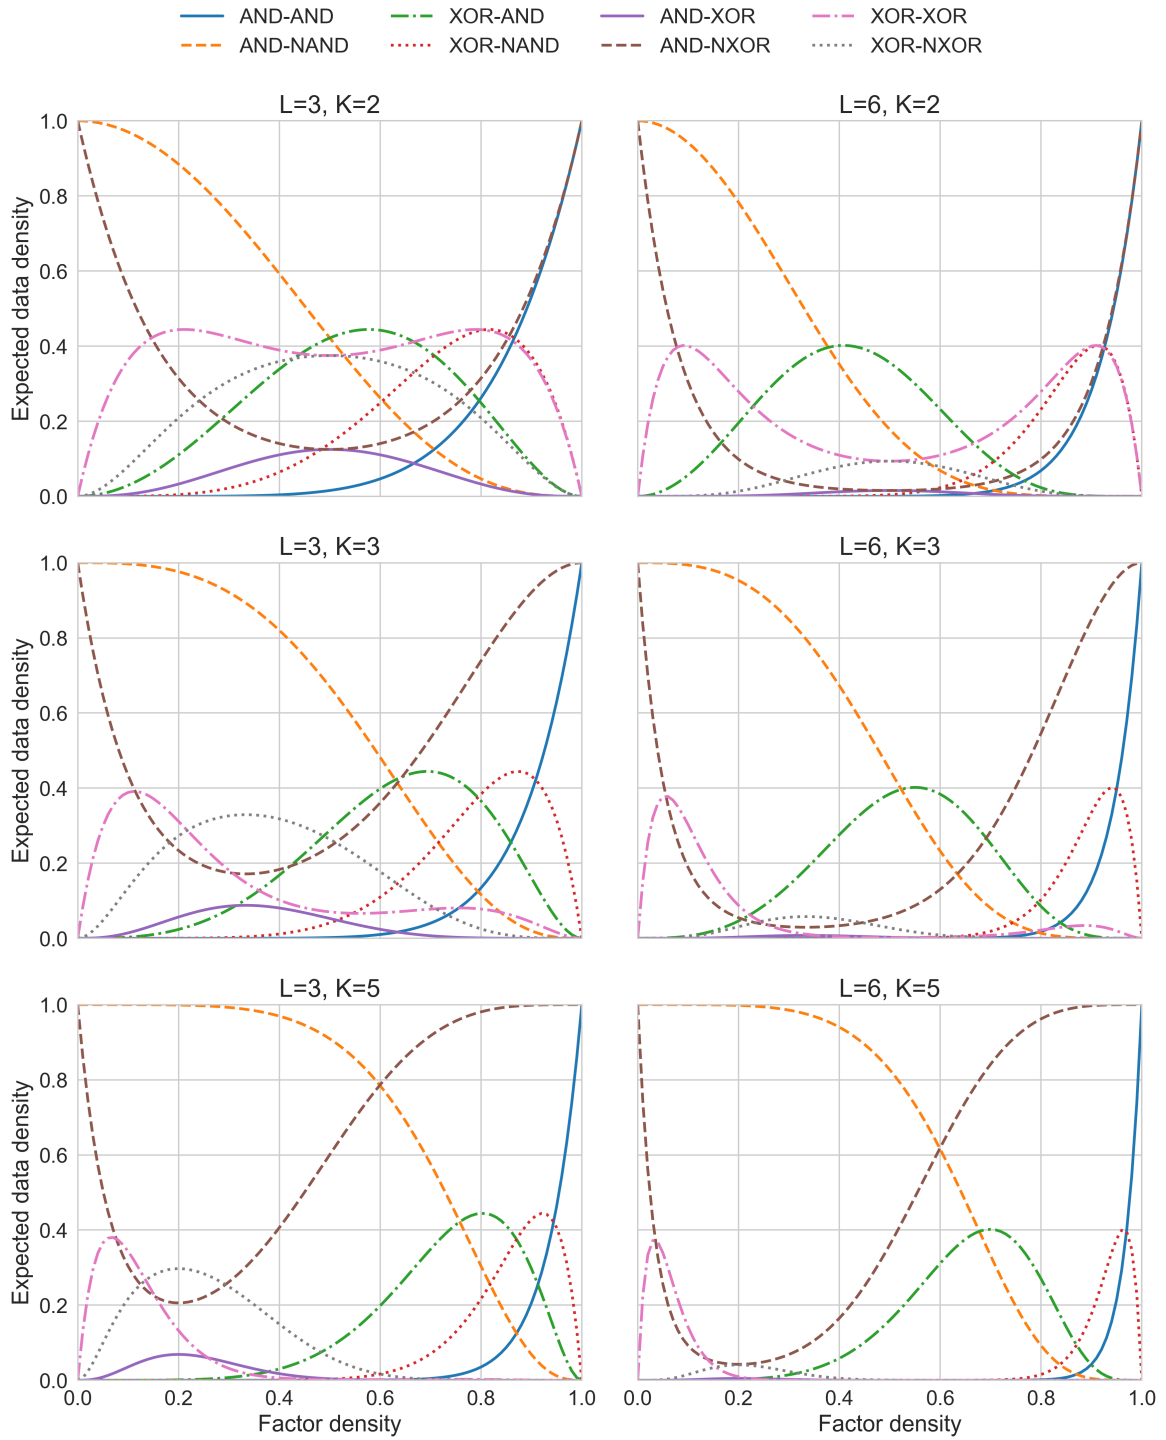 AND-AND XOR-AND AND-XOR XOR-XOR
AND-NAND XOR-NAND AND-NXOR XOR-NXOR
L=3, K=2 L=6, K=2
1.0
0.8
0.6
0.4
0.2
0.0
Expected data density
L=3, K=3 L=6, K=3
1.0
0.8
0.6
0.4
0.2
0.0
Expected data density
L=3, K=5 L=6, K=5
1.0
0.8
0.6
0.4
0.2
0.0
Expected data density
0.0 0.2 0.4 0.6 0.8 1.0 0.0 0.2 0.4 0.6 0.8 1.0
Factor density Factor density